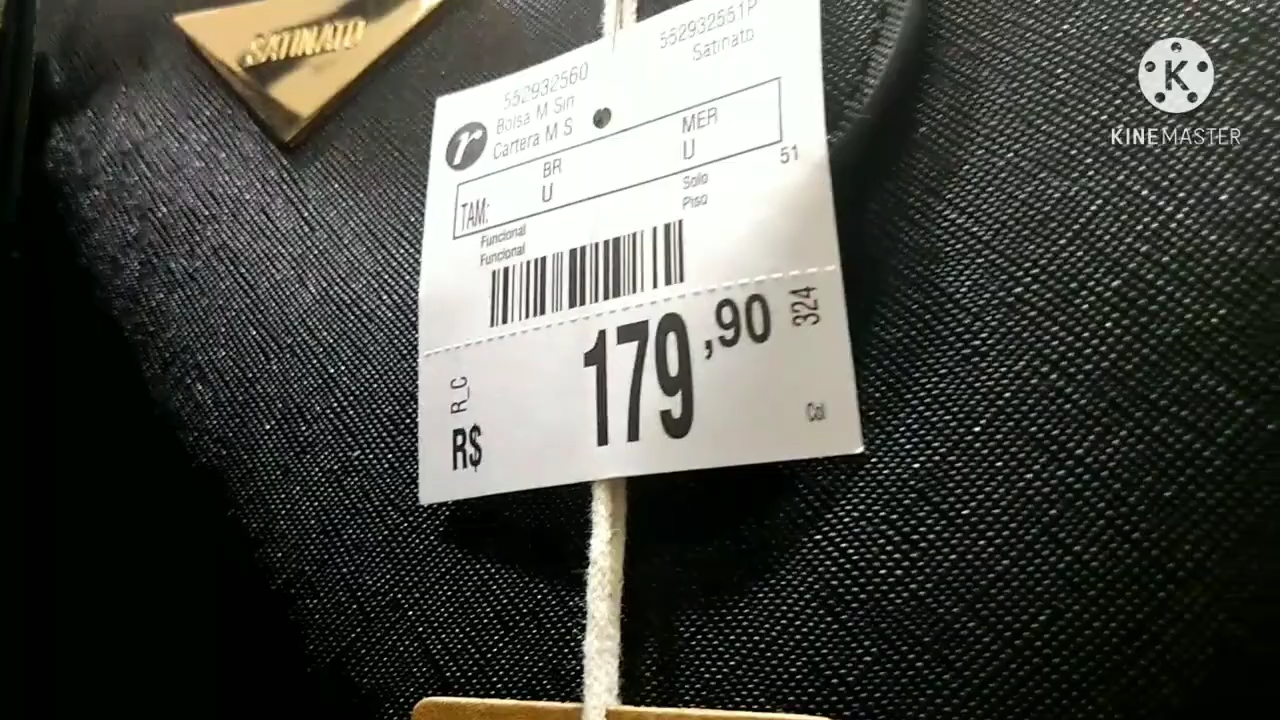 SATINATO
552932551P
Satinato
552932560
Bolsa M Sin
Cartera M S
r
BR MER
TAM: U U
51
Funcional Solo
Funcional Piso
R_C
R$ 179,90
324
Col
K
KINEMASTER